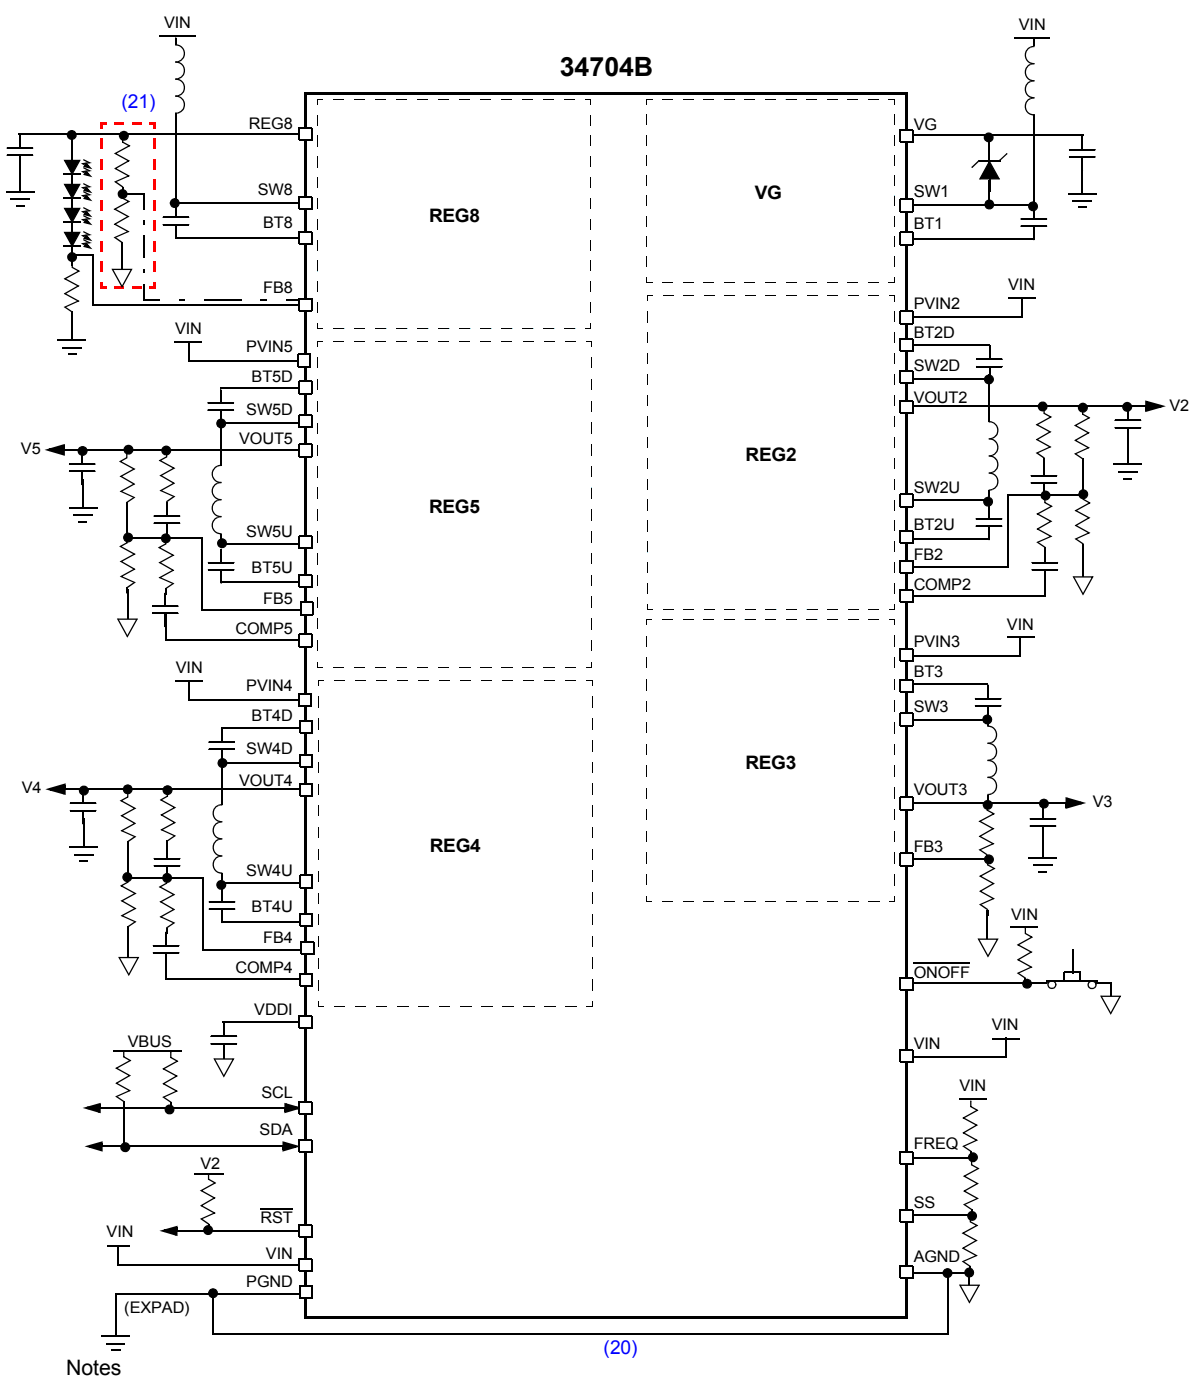 34704B
VIN
(21)
REG8
SW8
BT8
FB8
REG8
VIN
PVIN5
BT5D
SW5D
VOUT5
V5
SW5U
BT5U
FB5
COMP5
REG5
VIN
PVIN4
BT4D
SW4D
VOUT4
V4
SW4U
BT4U
FB4
COMP4
REG4
VDDI
VBUS
SCL
SDA
V2
RST
VIN
VIN
PGND
(EXPAD)
VIN
VG
SW1
BT1
VG
VIN
PVIN2
BT2D
SW2D
VOUT2
V2
REG2
SW2U
BT2U
FB2
COMP2
VIN
PVIN3
BT3
SW3
REG3
VOUT3
V3
FB3
VIN
ONOFF
VIN
VIN
VIN
FREQ
SS
AGND
(20)
Notes